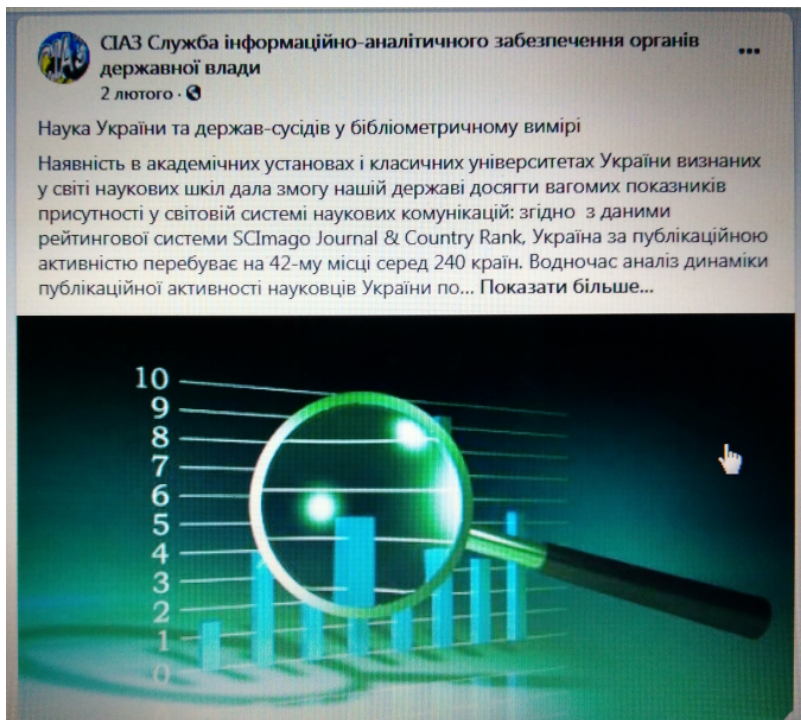 СІАЗ
СІАЗ Служба інформаційно-аналітичного забезпечення органів
державної влади
2 лютого ·
Наука України та держав-сусідів у бібліометричному вимірі
Наявність в академічних установах і класичних університетах України визнаних
у світі наукових шкіл дала змогу нашій державі досягти вагомих показників
присутності у світовій системі наукових комунікацій: згідно з даними
рейтингової системи SCImago Journal & Country Rank, Україна за публікаційною
активністю перебуває на 42-му місці серед 240 країн. Водночас аналіз динаміки
публікаційної активності науковців України по... Показати більше...
10
9
8
7
6
5
4
3
2
1
0